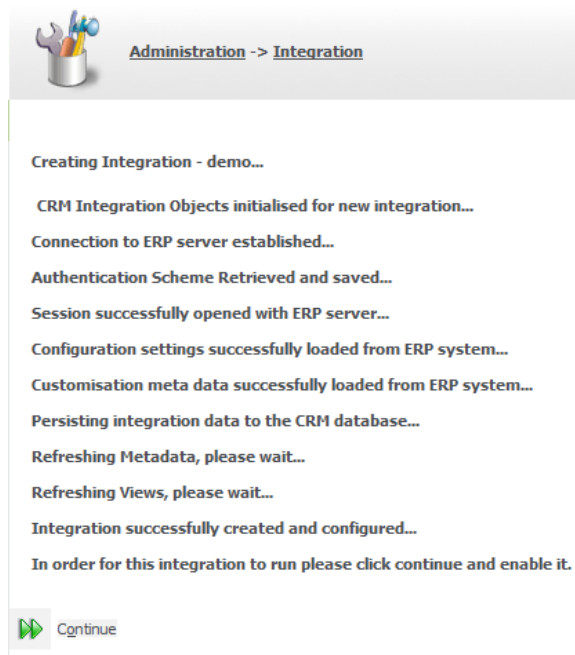 Administration -> Integration
Creating Integration - demo...
CRM Integration Objects initialised for new integration...
Connection to ERP server established...
Authentication Scheme Retrieved and saved...
Session successfully opened with ERP server...
Configuration settings successfully loaded from ERP system...
Customisation meta data successfully loaded from ERP system...
Persisting integration data to the CRM database...
Refreshing Metadata, please wait...
Refreshing Views, please wait...
Integration successfully created and configured...
In order for this integration to run please click continue and enable it.
Continue